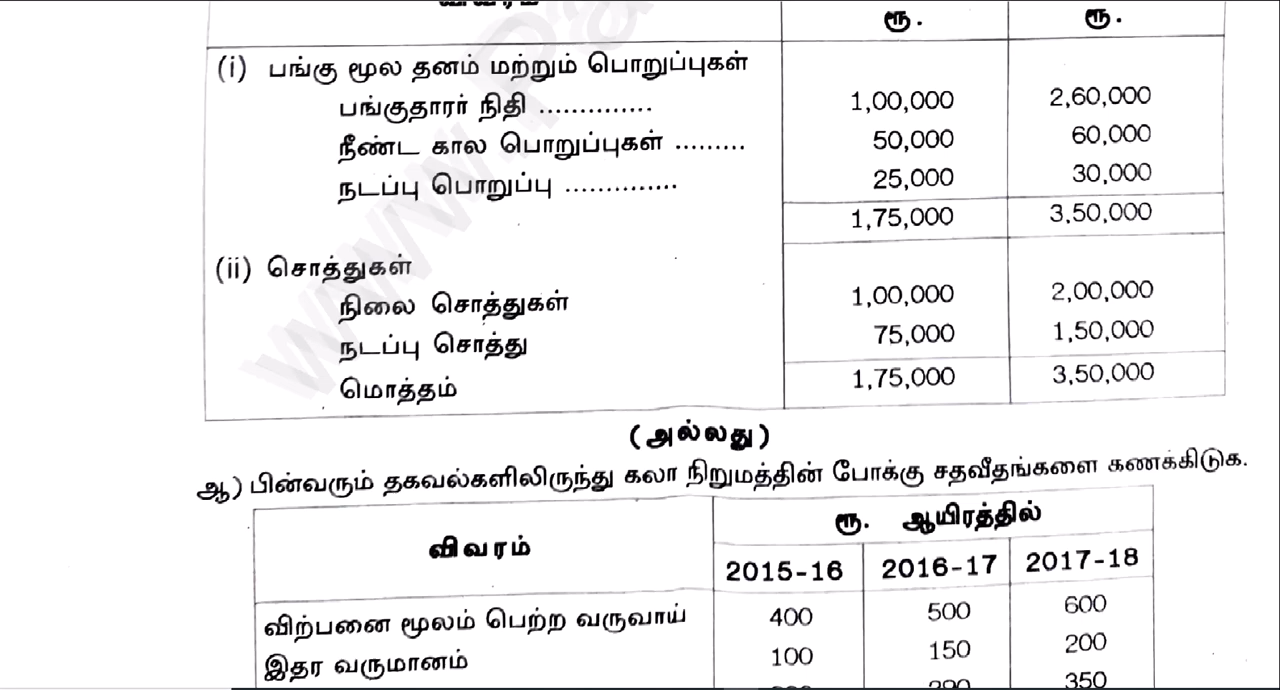 ரூ. ரூ.
(i) பங்கு மூல தனம் மற்றும் பொறுப்புகள்
பங்குதாரர் நிதி .............. 1,00,000 2,60,000
நீண்ட கால பொறுப்புகள் ......... 50,000 60,000
நடப்பு பொறுப்பு .............. 25,000 30,000
1,75,000 3,50,000
(ii) சொத்துகள்
நிலை சொத்துகள் 1,00,000 2,00,000
நடப்பு சொத்து 75,000 1,50,000
மொத்தம் 1,75,000 3,50,000
(அல்லது)
ஆ) பின்வரும் தகவல்களிலிருந்து கலா நிறுமத்தின் போக்கு சதவீதங்களை கணக்கிடுக.
விவரம் ரூ. ஆயிரத்தில்
2015-16 2016-17 2017-18
விற்பனை மூலம் பெற்ற வருவாய் 400 500 600
இதர வருமானம் 100 150 200
350